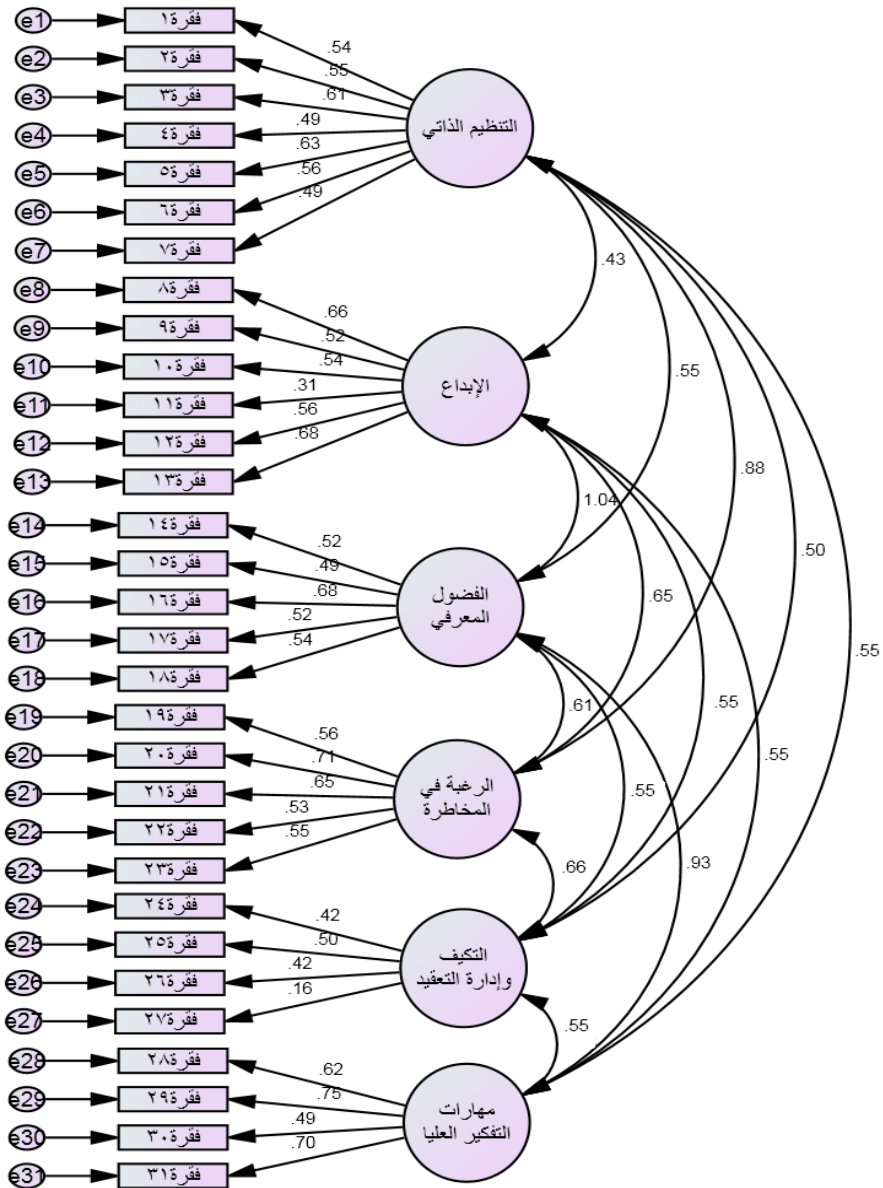 e1 فقرة١
e2 فقرة٢
e3 فقرة٣
e4 فقرة٤
e5 فقرة٥
e6 فقرة٦
e7 فقرة٧
.54
.55
.61
.49
.63
.56
.49
التنظيم الذاتي
e8 فقرة٨
e9 فقرة٩
e10 فقرة١٠
e11 فقرة١١
e12 فقرة١٢
e13 فقرة١٣
.66
.52
.54
.31
.56
.68
الإبداع
e14 فقرة١٤
e15 فقرة١٥
e16 فقرة١٦
e17 فقرة١٧
e18 فقرة١٨
.52
.49
.68
.52
.54
الفضول
المعرفي
e19 فقرة١٩
e20 فقرة٢٠
e21 فقرة٢١
e22 فقرة٢٢
e23 فقرة٢٣
.56
.71
.65
.53
.55
الرغبة في
المخاطرة
e24 فقرة٢٤
e25 فقرة٢٥
e26 فقرة٢٦
e27 فقرة٢٧
.42
.50
.42
.16
التكيف
وإدارة التعقيد
e28 فقرة٢٨
e29 فقرة٢٩
e30 فقرة٣٠
e31 فقرة٣١
.62
.75
.49
.70
مهارات
التفكير العليا
.43
.55
.88
.50
.55
1.04
.65
.55
.55
.61
.55
.93
.66
.55